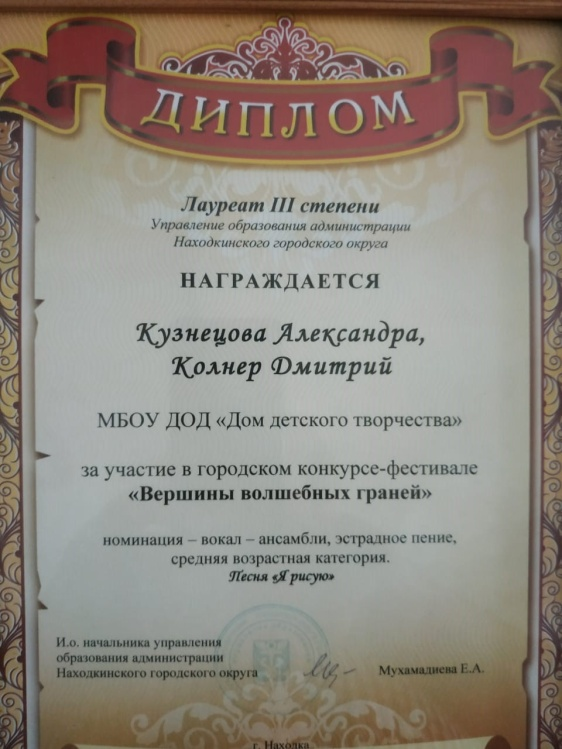 ДИПЛОМ
Лауреат III степени
Управление образования администрации
Находкинского городского округа
НАГРАЖДАЕТСЯ
Кузнецова Александра,
Колнер Дмитрий
МБОУ ДОД «Дом детского творчества»
за участие в городском конкурсе-фестивале
«Вершины волшебных граней»
номинация – вокал – ансамбли, эстрадное пение,
средняя возрастная категория.
Песня «Я рисую»
И.о. начальника управления
образования администрации
Находкинского городского округа
Мухамадиева Е.А.
г. Находка